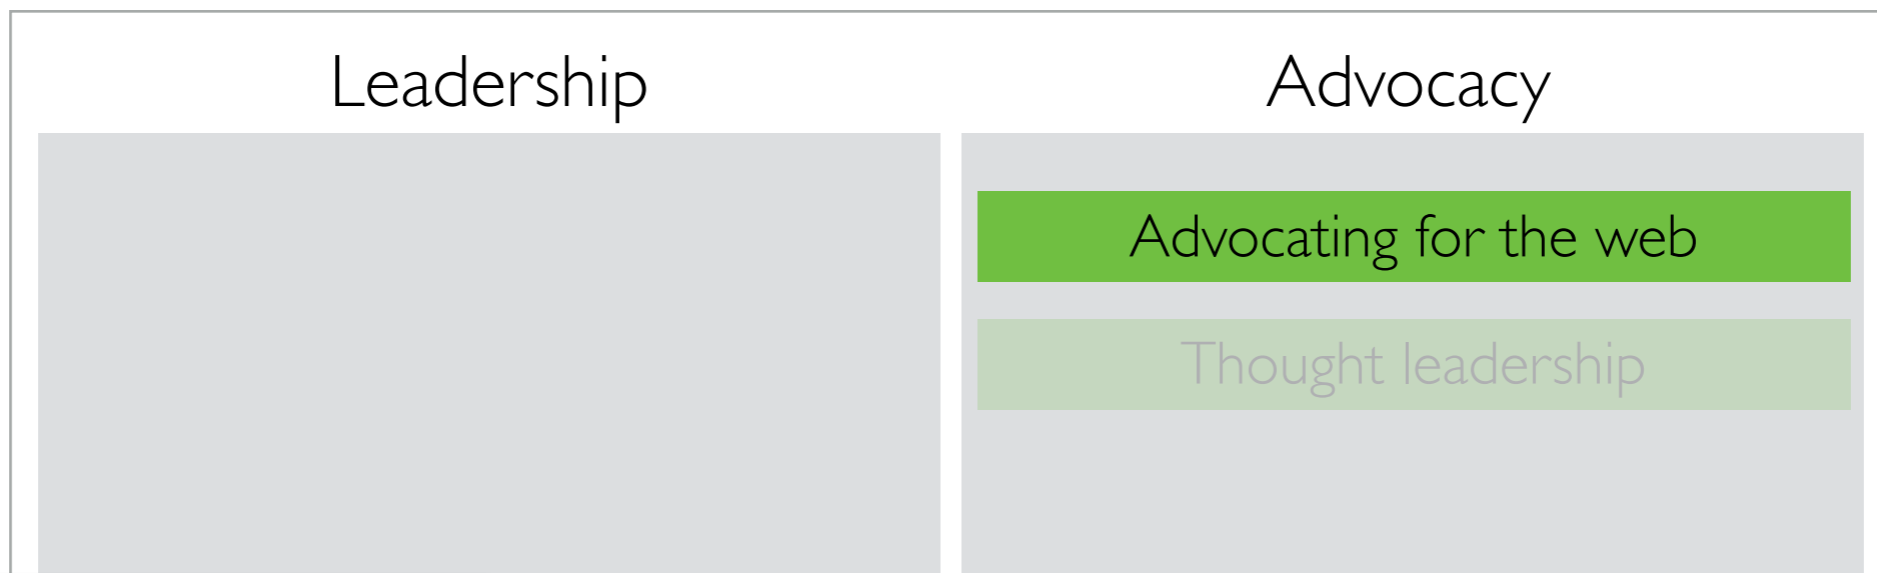 Leadership
Advocacy
Advocating for the web
Thought leadership